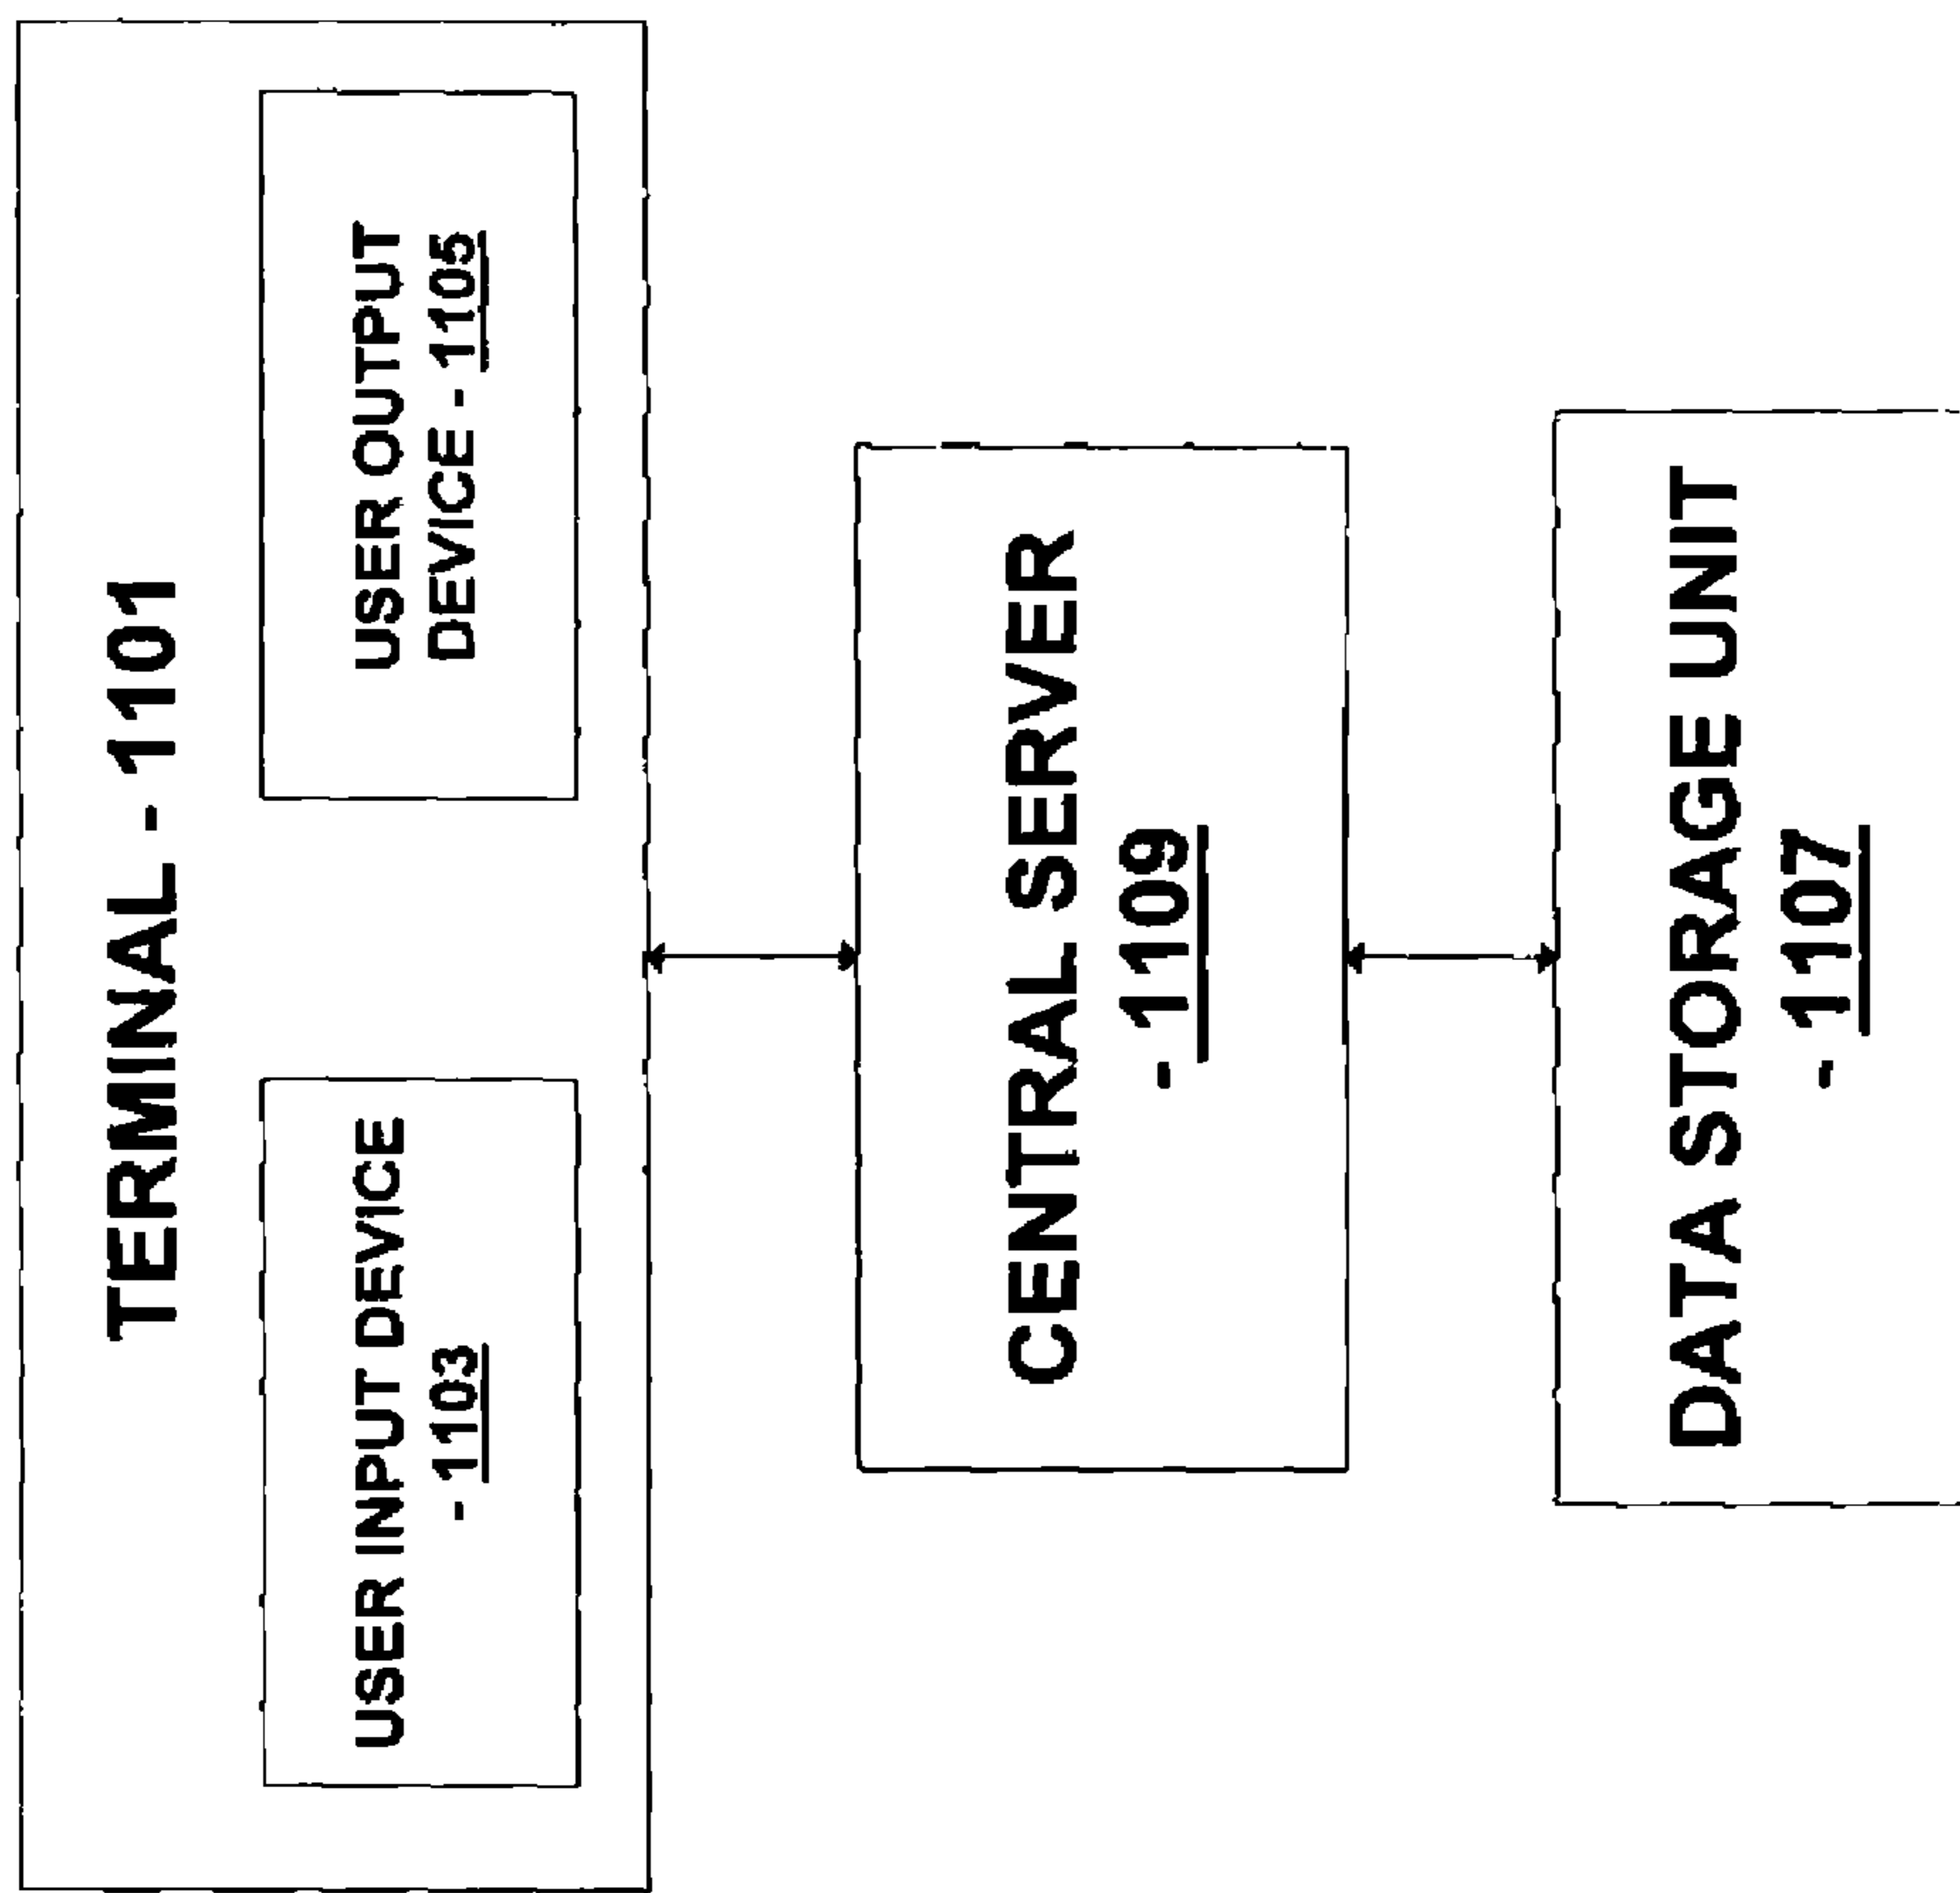 TERMINAL - 1101
USER INPUT DEVICE
- 1103
USER OUTPUT
DEVICE - 1105
CENTRAL SERVER
- 1109
DATA STORAGE UNIT
- 1107